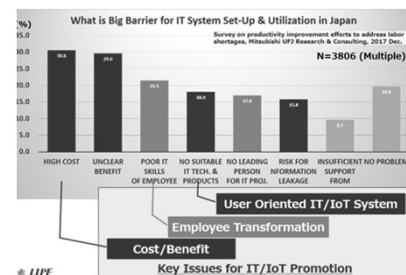 What is Big Barrier for IT System Set-Up & Utilization in Japan
(%)
Survey on productivity improvement efforts to address labor
shortages, Mitsubishi UFJ Research & Consulting, 2017 Dec.
N=3806 (Multiple)
35.0
30.0
25.0
20.0
15.0
10.0
5.0
0.0
30.6
29.6
21.5
18.0
17.0
15.8
9.7
19.8
HIGH COST
UNCLEAR
BENEFIT
POOR IT
SKILLS
OF EMPLOYEE
NO SUITABLE
IT TECH. &
PRODUCTS
NO LEADING
PERSON
FOR IT PROJ.
RISK FOR
NFORMATION
LEAKAGE
INSUFFICIENT
SUPPORT
FROM
NO PROBLEM
User Oriented IT/IoT System
Employee Transformation
Cost/Benefit
Key Issues for IT/IoT Promotion
LIPE